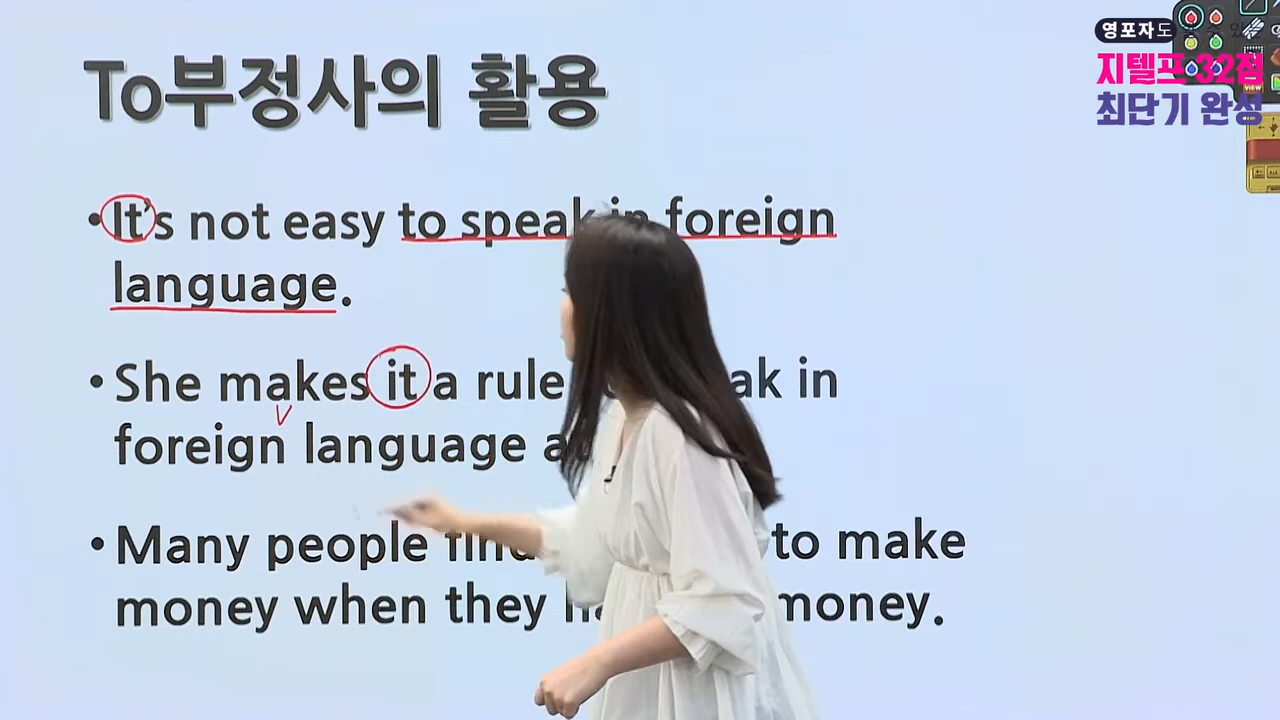 영포자도
지텔프 32점
최단기 완성
To부정사의 활용
•It's not easy to speak in foreign
language.
•She makes it a rule in
foreign language
•Many people find to make
money when they money.